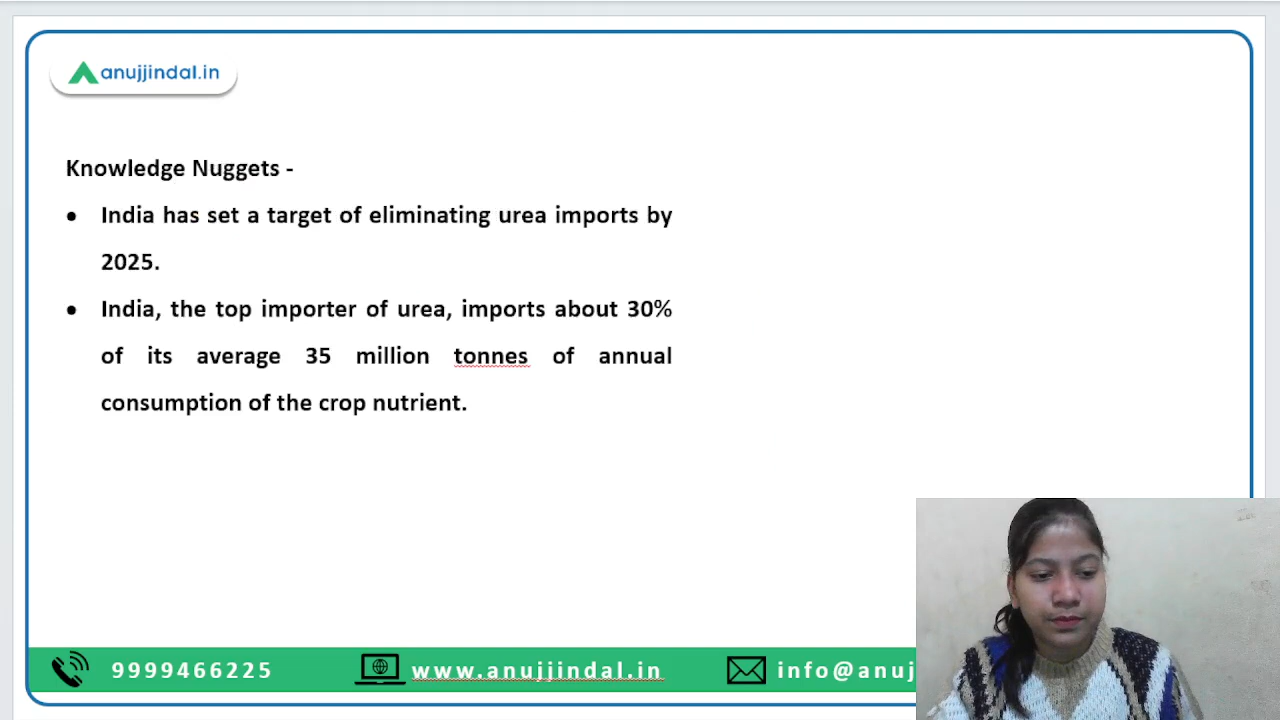 anujjindal.in
Knowledge Nuggets -
• India has set a target of eliminating urea imports by
2025.
• India, the top importer of urea, imports about 30%
of its average 35 million tonnes of annual
consumption of the crop nutrient.
9999466225 www.anujjindal.in info@anuj